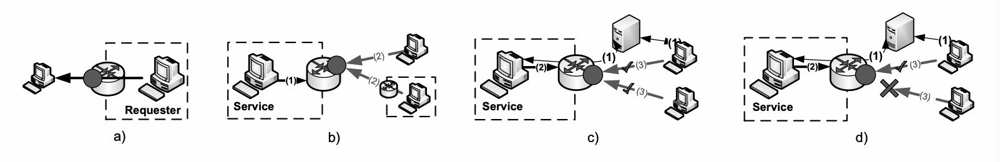 Requester
a)
(1)
(2)
(2)
Service
b)
(1)
(1)
(2)
(3)
(3)
Service
c)
(1)
(1)
(2)
(3)
(3)
Service
d)